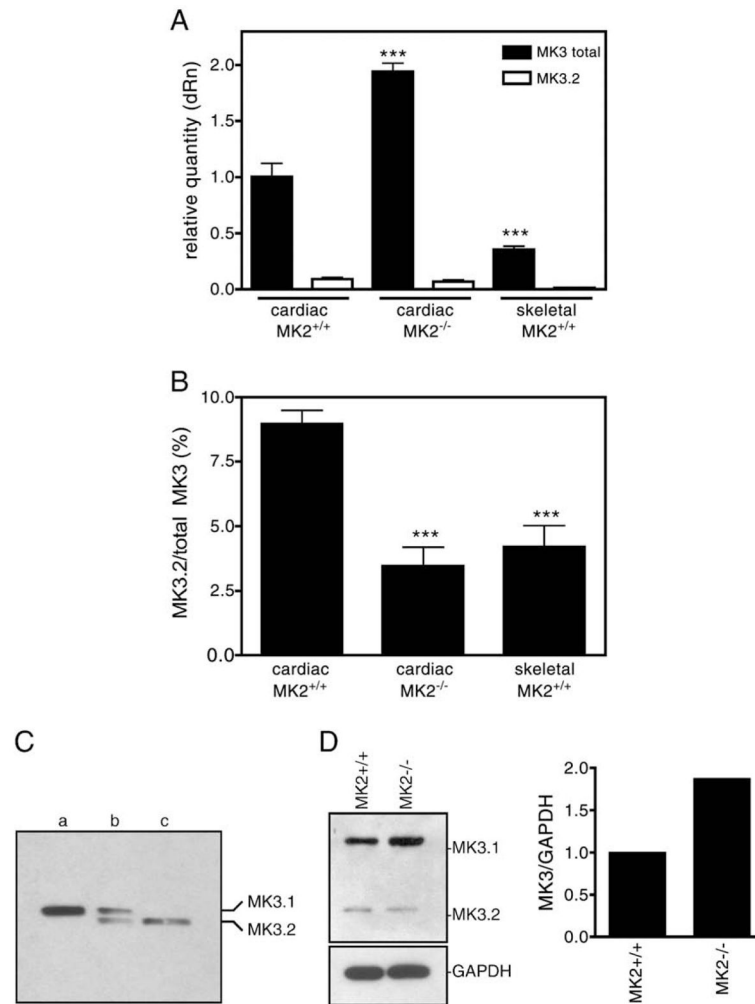 A
relative quantity (dRn)
2.0
1.5
1.0
0.5
0.0
MK3 total
MK3.2
***
***
cardiac cardiac skeletal
MK2+/+ MK2-/- MK2+/+
B
MK3.2/total MK3 (%)
10.0
7.5
5.0
2.5
0.0
***
***
cardiac cardiac skeletal
MK2+/+ MK2-/- MK2+/+
C
a b c
MK3.1
MK3.2
D
MK2+/+
MK2-/-
MK3.1
MK3.2
GAPDH
MK3/GAPDH
2.0
1.5
1.0
0.5
0.0
MK2+/+
MK2-/-